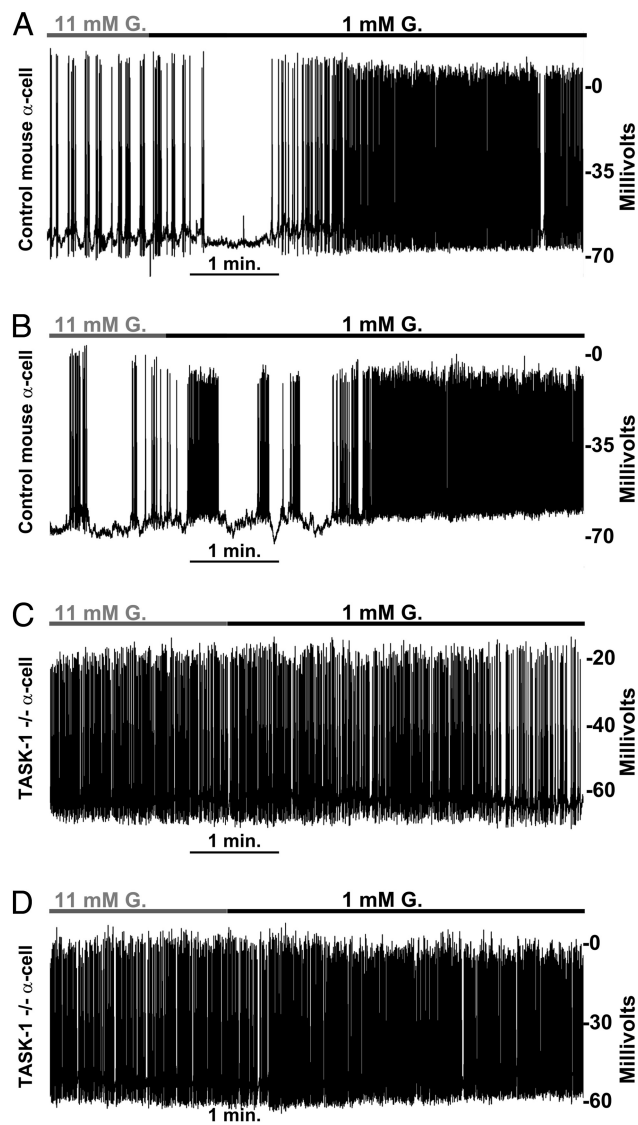 A
11 mM G. 1 mM G.
Control mouse α-cell
-0
-35
-70
Millivolts
1 min.
B
11 mM G. 1 mM G.
Control mouse α-cell
-0
-35
-70
Millivolts
1 min.
C
11 mM G. 1 mM G.
TASK-1 -/- α-cell
-20
-40
-60
Millivolts
1 min.
D
11 mM G. 1 mM G.
TASK-1 -/- α-cell
-0
-30
-60
Millivolts
1 min.